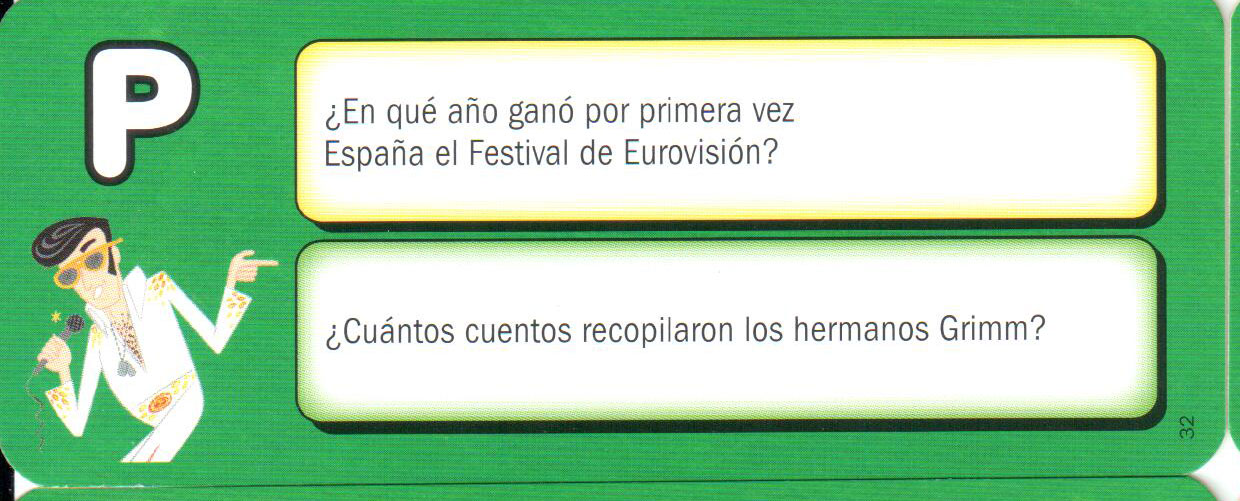 P
¿En qué año ganó por primera vez
España el Festival de Eurovisión?
¿Cuántos cuentos recopilaron los hermanos Grimm?
32